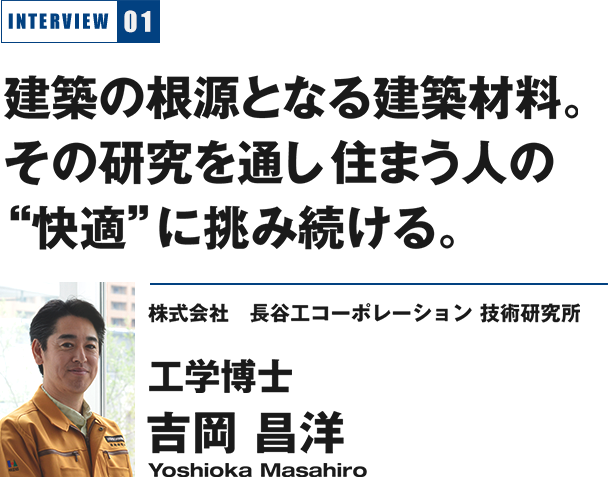 INTERVIEW 01
建築の根源となる建築材料。
その研究を通し住まう人の
“快適”に挑み続ける。
株式会社　長谷工コーポレーション 技術研究所
工学博士
吉岡 昌洋
Yoshioka Masahiro